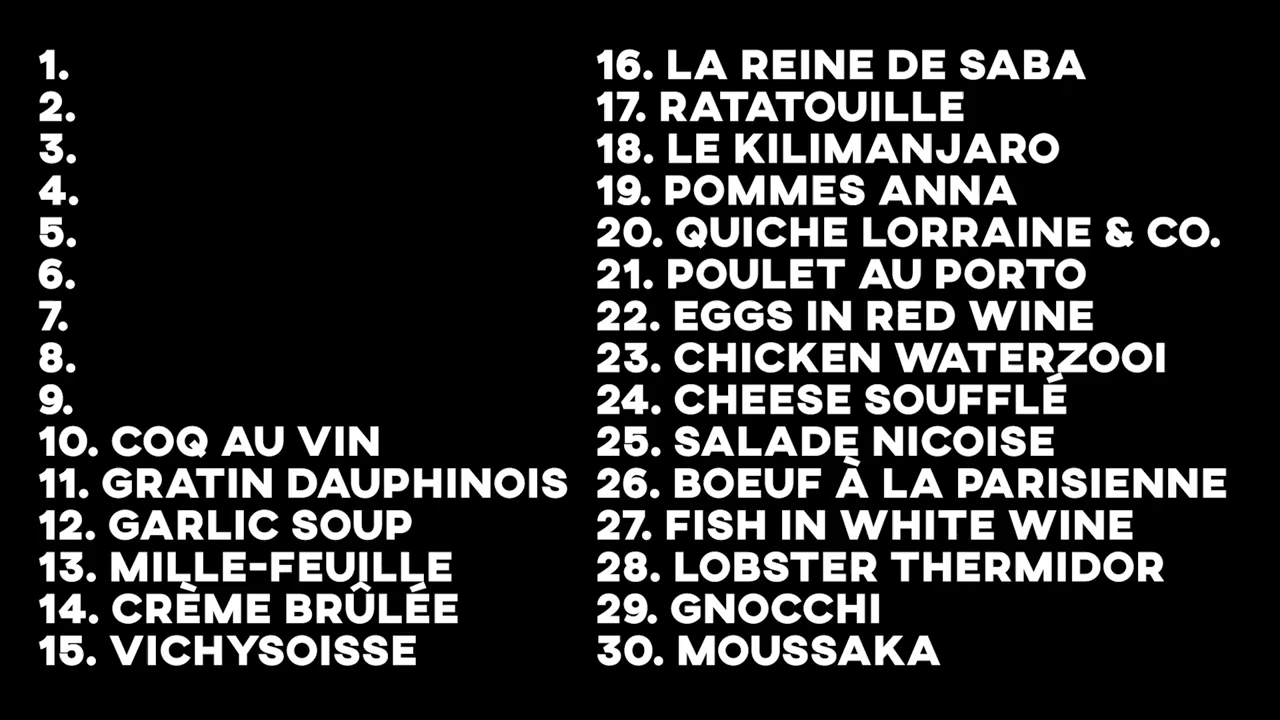 1.
2.
3.
4.
5.
6.
7.
8.
9.
10. COQ AU VIN
11. GRATIN DAUPHINOIS
12. GARLIC SOUP
13. MILLE-FEUILLE
14. CRÈME BRÛLÉE
15. VICHYSOISSE
16. LA REINE DE SABA
17. RATATOUILLE
18. LE KILIMANJARO
19. POMMES ANNA
20. QUICHE LORRAINE & CO.
21. POULET AU PORTO
22. EGGS IN RED WINE
23. CHICKEN WATERZOOI
24. CHEESE SOUFFLÉ
25. SALADE NICOISE
26. BOEUF À LA PARISIENNE
27. FISH IN WHITE WINE
28. LOBSTER THERMIDOR
29. GNOCCHI
30. MOUSSAKA